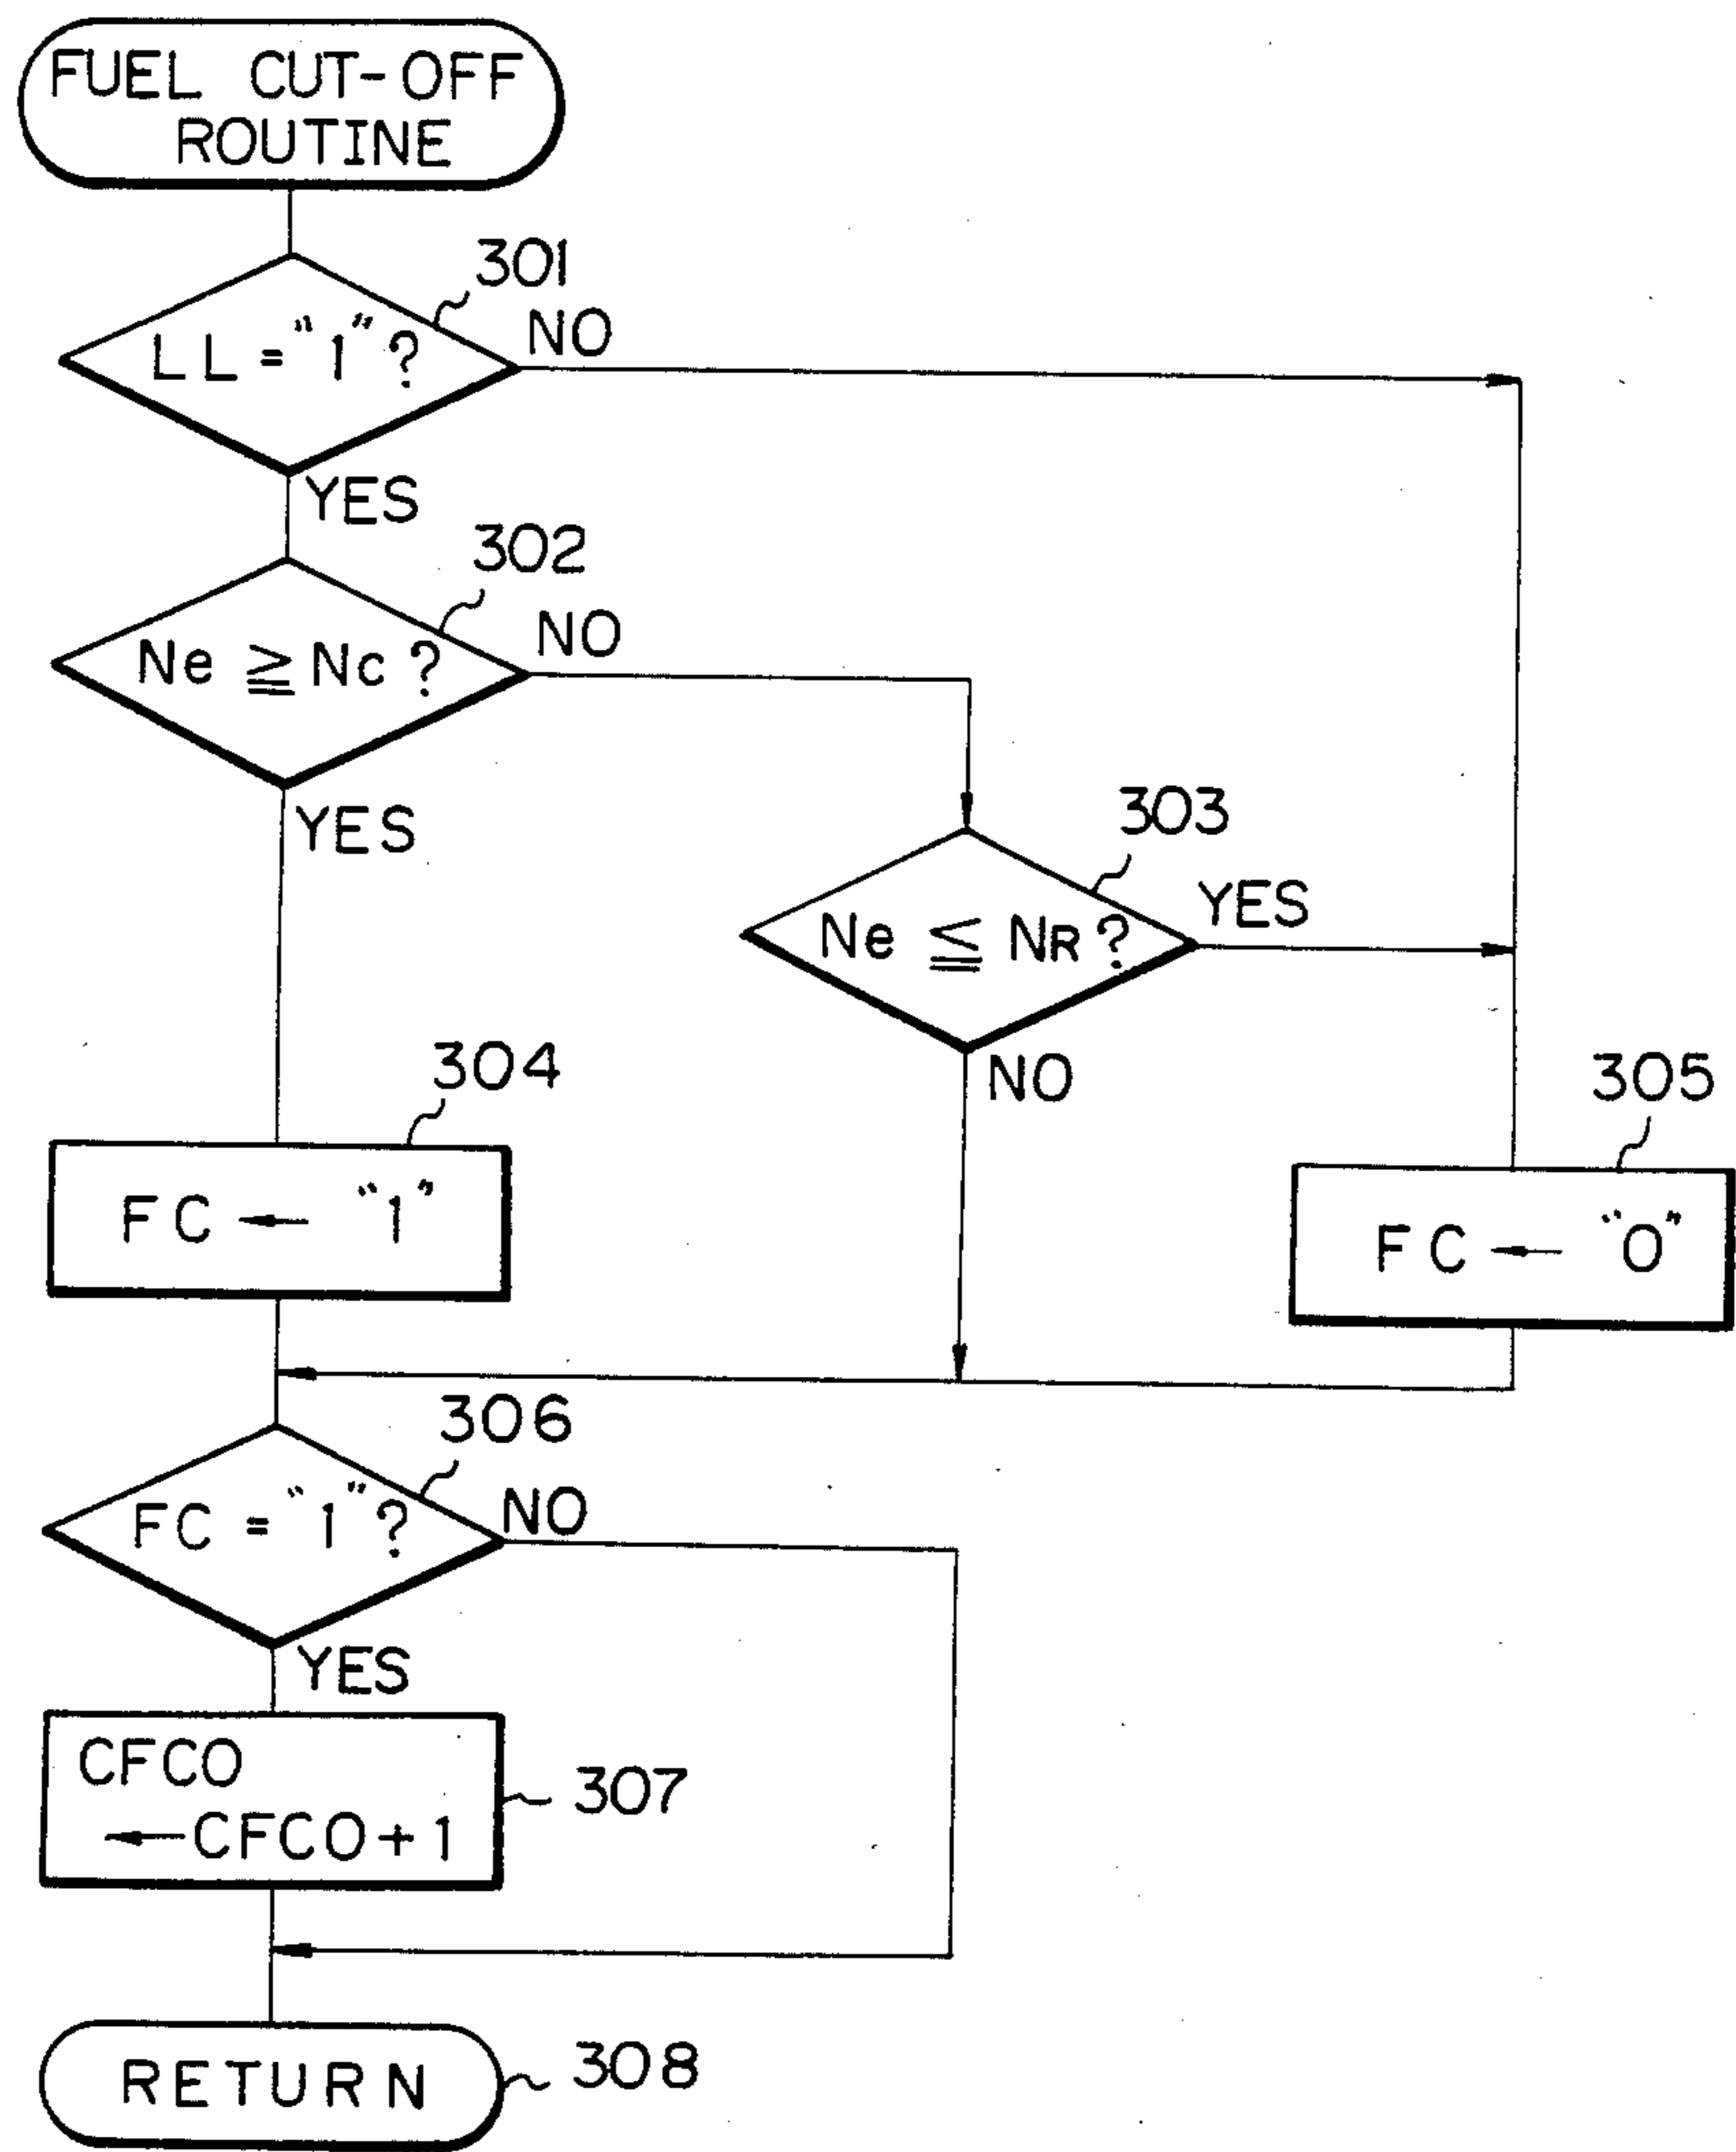 FUEL CUT-OFF
ROUTINE
301
LL = "1" ?
NO
YES
302
Ne ≧ Nc ?
NO
YES
303
Ne ≦ NR ?
YES
NO
304
FC ← "1"
305
FC ← "0"
306
FC = "1" ?
NO
YES
CFCO
← CFCO + 1
307
RETURN
308